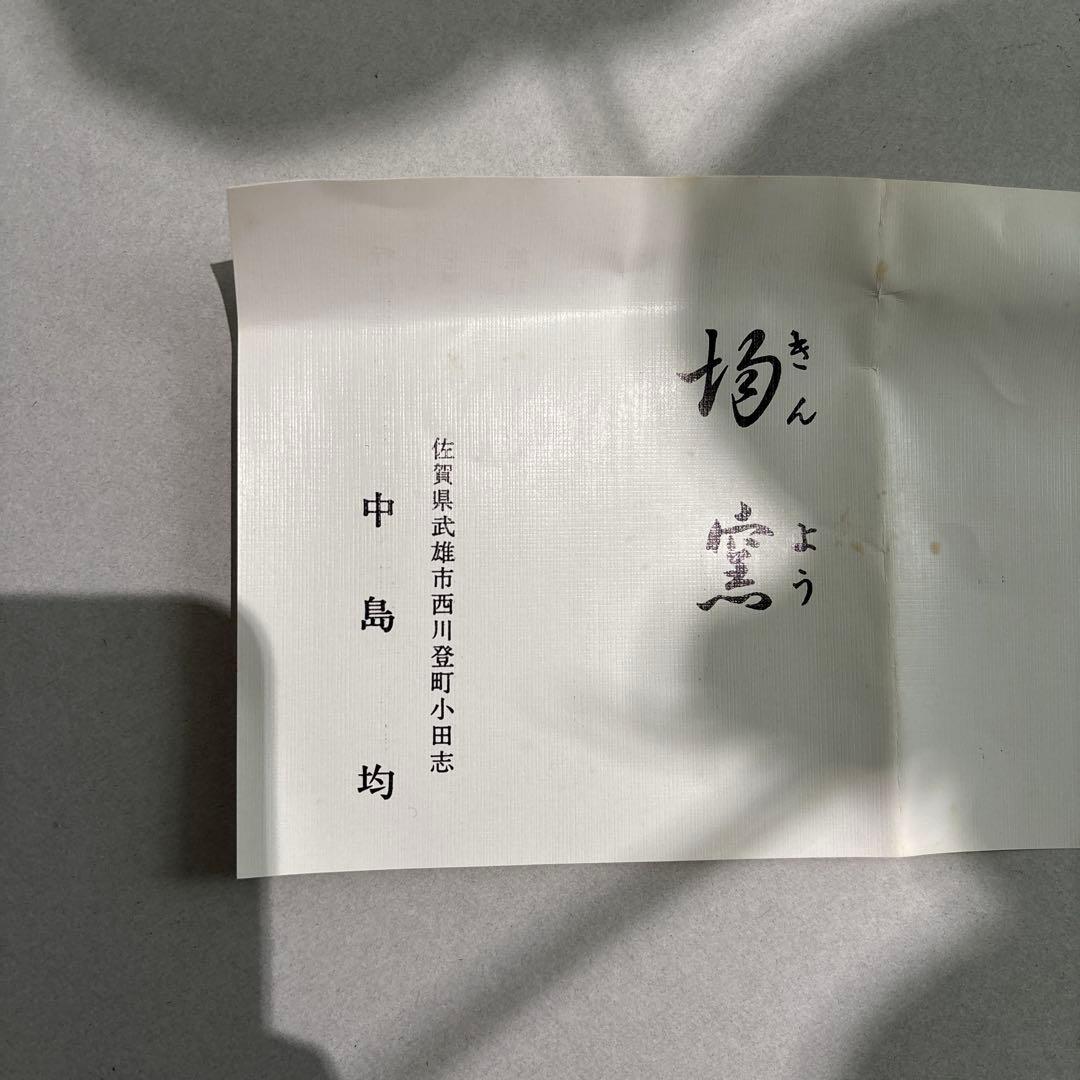 均窯
きん よう
佐賀県武雄市西川登町小田志
中島 均